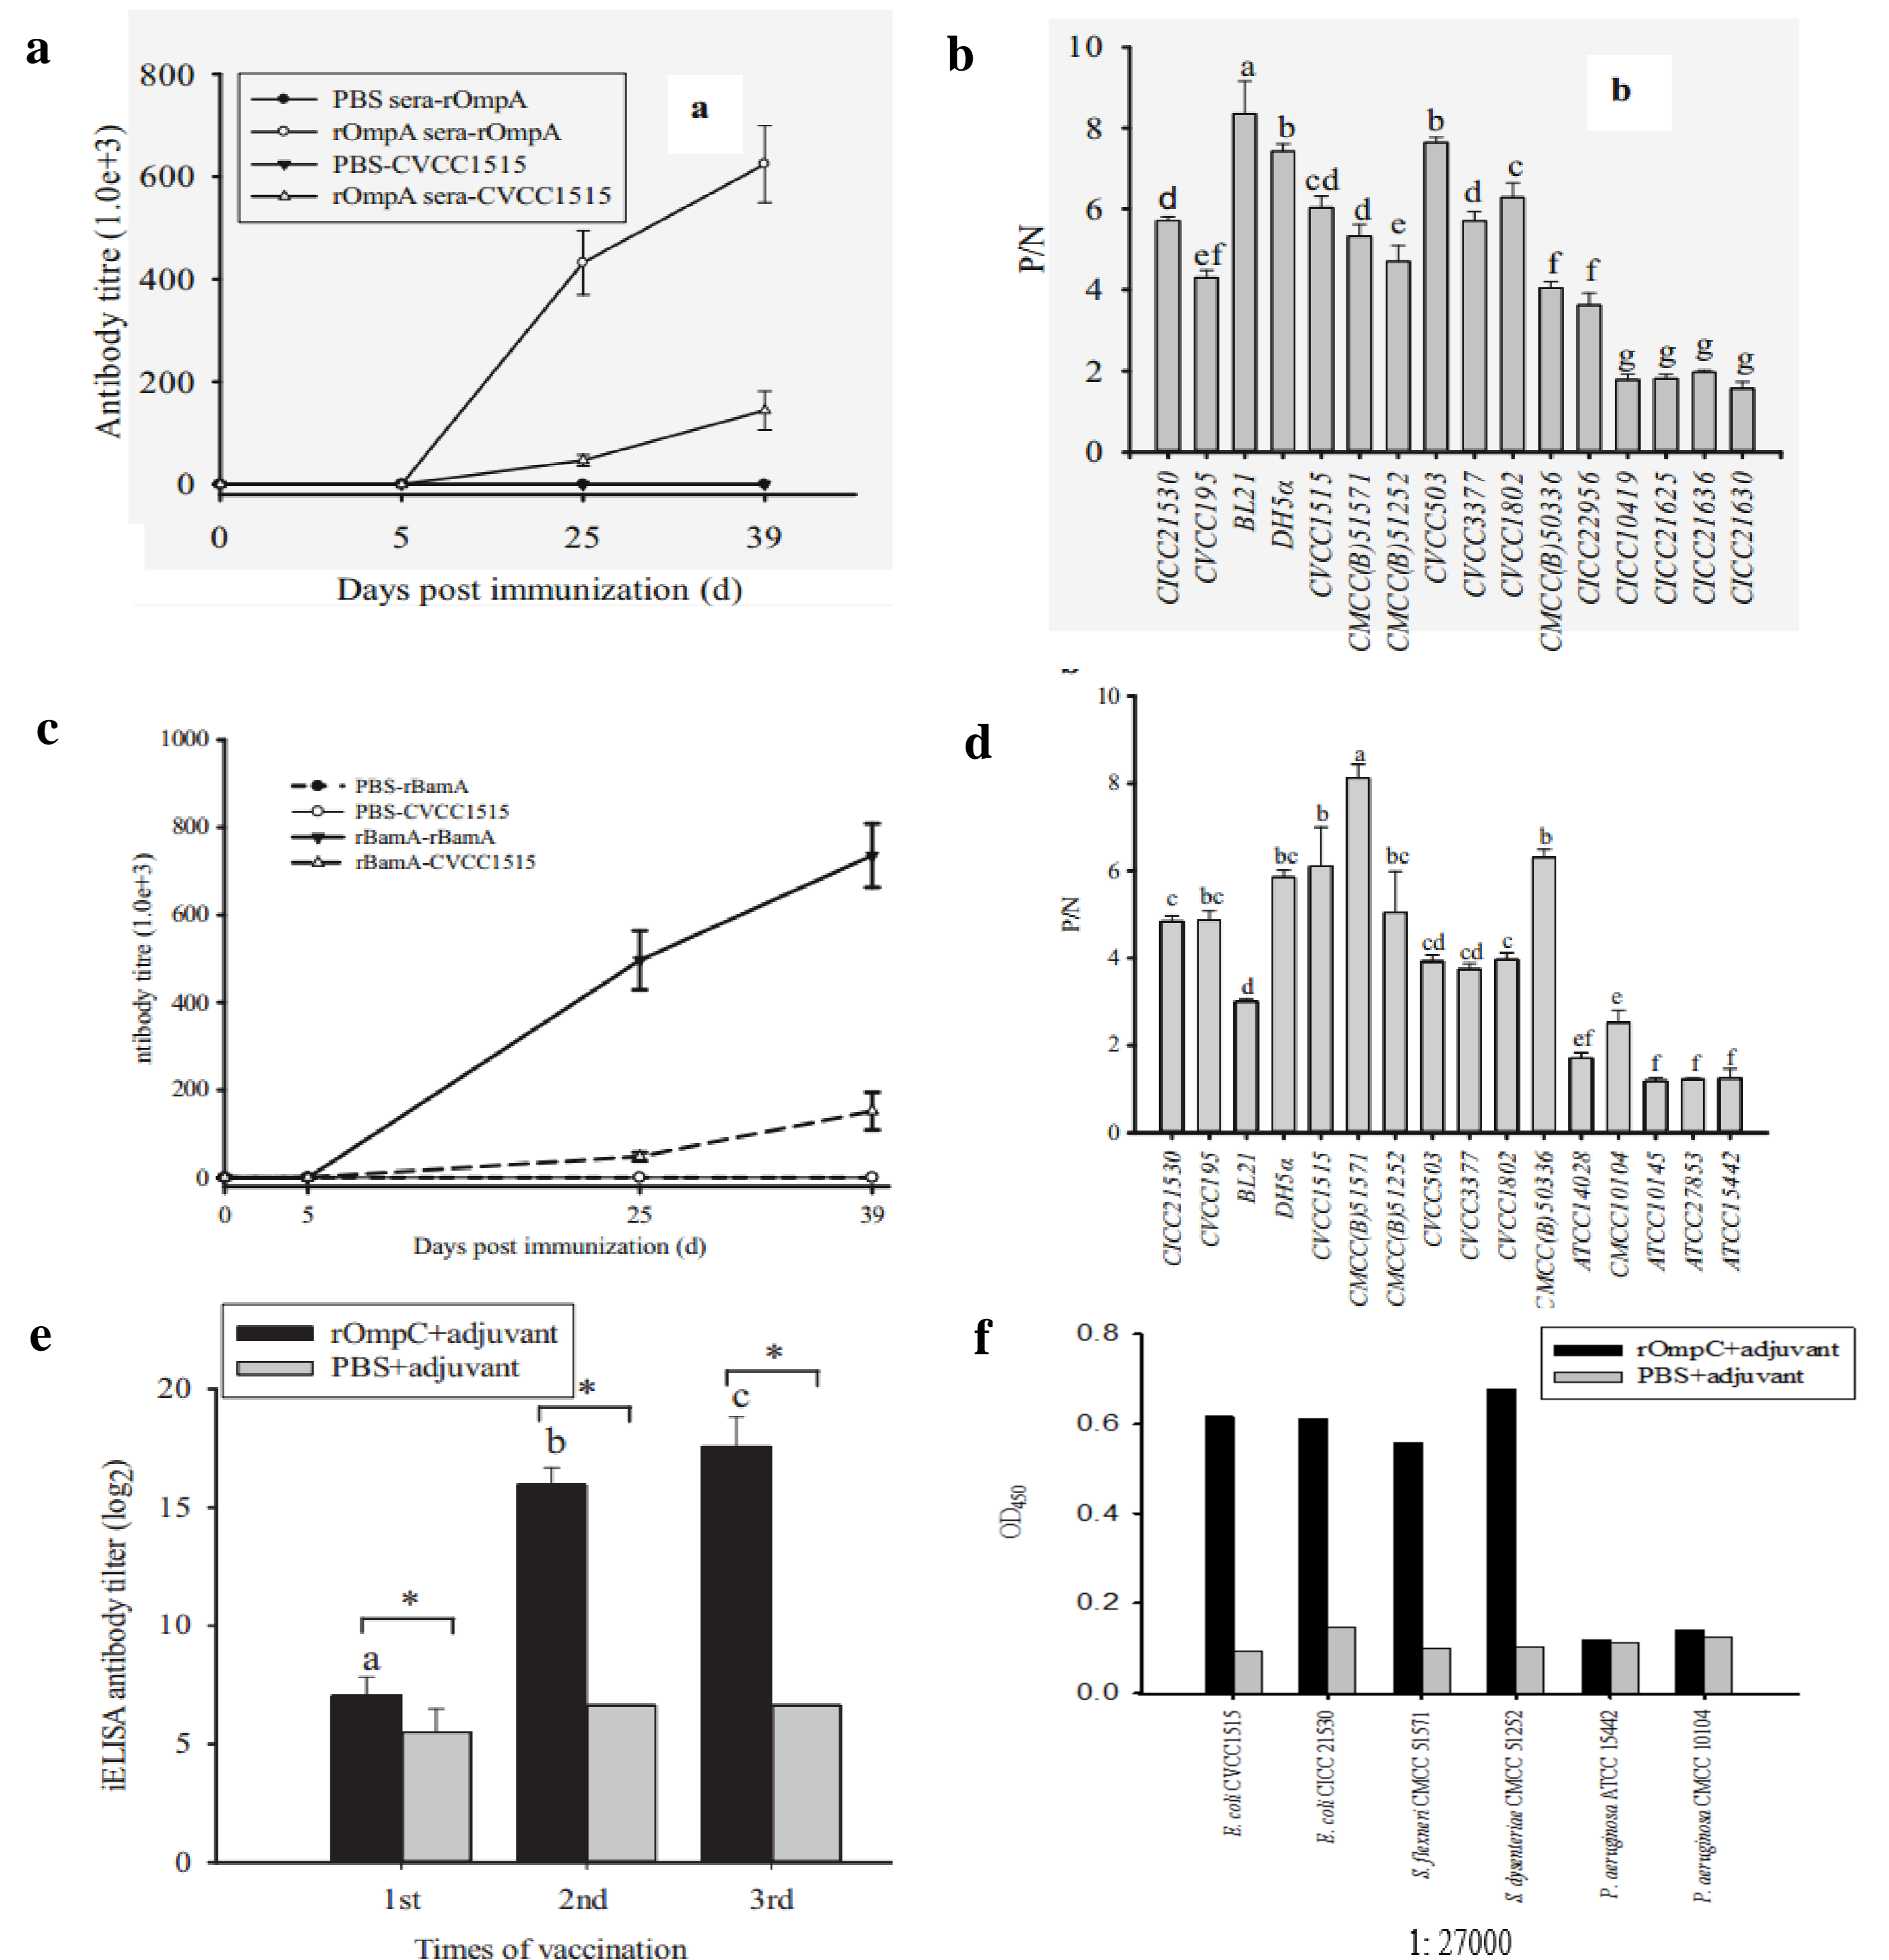 a
800
600
400
200
0
Antibody titre (1.0e+3)
PBS sera-rOmpA
rOmpA sera-rOmpA
PBS-CVCC1515
rOmpA sera-CVCC1515
a
0 5 25 39
Days post immunization (d)
b
10
8
6
4
2
0
P/N
b
d ef a b cd d e b d c f f g g g g
CICC21530
CVCC195
BL21
DH5α
CVCC1515
CMCC(B)51571
CMCC(B)51252
CVCC503
CVCC3377
CVCC1802
CMCC(B)50336
CICC22956
CICC10419
CICC21625
CICC21636
CICC21630
c
1000
800
600
400
200
0
ntibody titre (1.0e+3)
PBS-rBamA
PBS-CVCC1515
rBamA-rBamA
rBamA-CVCC1515
0 5 25 39
Days post immunization (d)
d
10
8
6
4
2
0
P/N
c bc d bc b a bc cd cd c b ef e f f f
CICC21530
CVCC195
BL21
DH5α
CVCC1515
CMCC(B)51571
CMCC(B)51252
CVCC503
CVCC3377
CVCC1802
CMCC(B)50336
ATCC14028
CMCC10104
ATCC10145
ATCC27853
ATCC15442
e
rOmpC+adjuvant
PBS+adjuvant
20
15
10
5
0
iELISA antibody tilter (log2)
* * *
a b c
1st 2nd 3rd
Times of vaccination
f
0.8
0.6
0.4
0.2
0.0
OD450
rOmpC+adjuvant
PBS+adjuvant
E. coli CVCC1515
E. coli CICC 21530
S. flexneri CMCC 51571
S. dysenteriae CMCC 51252
P. aeruginosa ATCC 15442
P. aeruginosa CMCC 10104
1: 27000